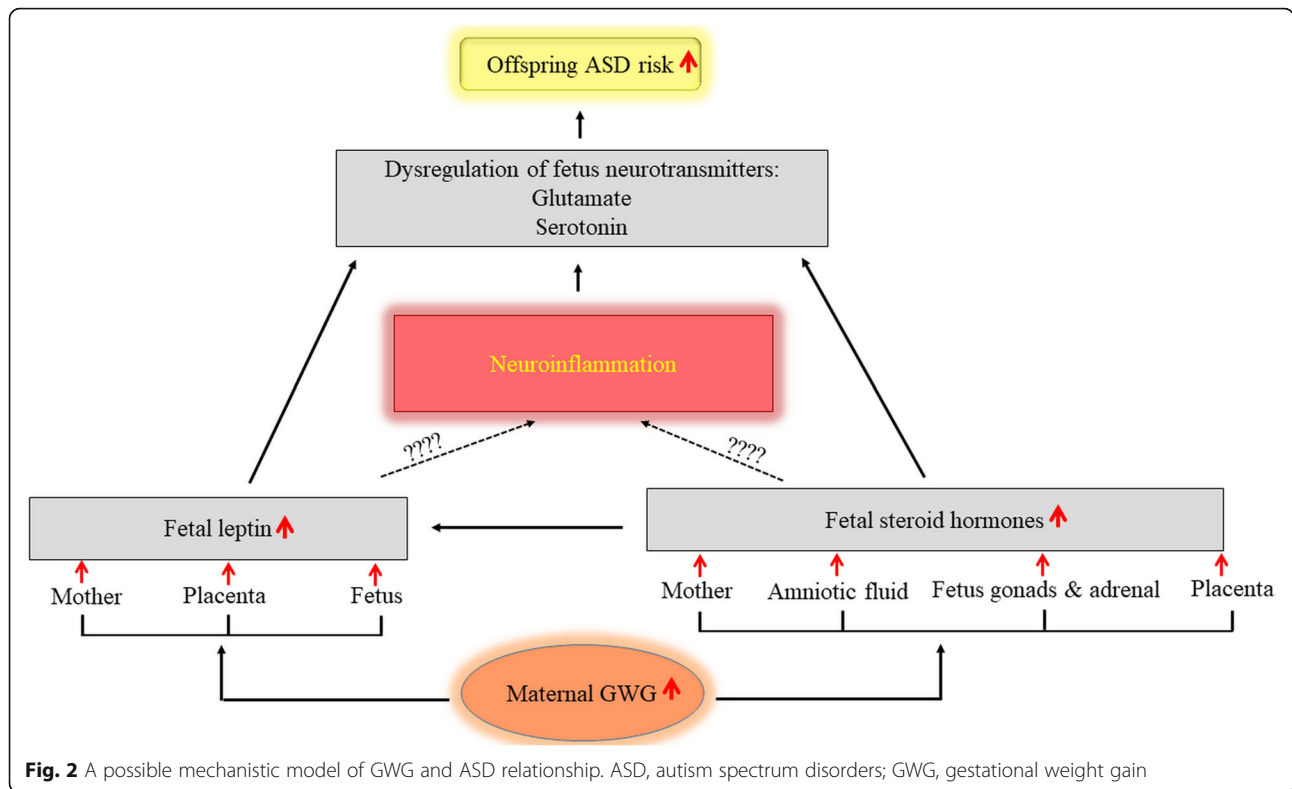 Offspring ASD risk
Dysregulation of fetus neurotransmitters:
Glutamate
Serotonin
Neuroinflammation
????
????
Fetal leptin
Fetal steroid hormones
Mother
Placenta
Fetus
Mother
Amniotic fluid
Fetus gonads & adrenal
Placenta
Maternal GWG
Fig. 2 A possible mechanistic model of GWG and ASD relationship. ASD, autism spectrum disorders; GWG, gestational weight gain